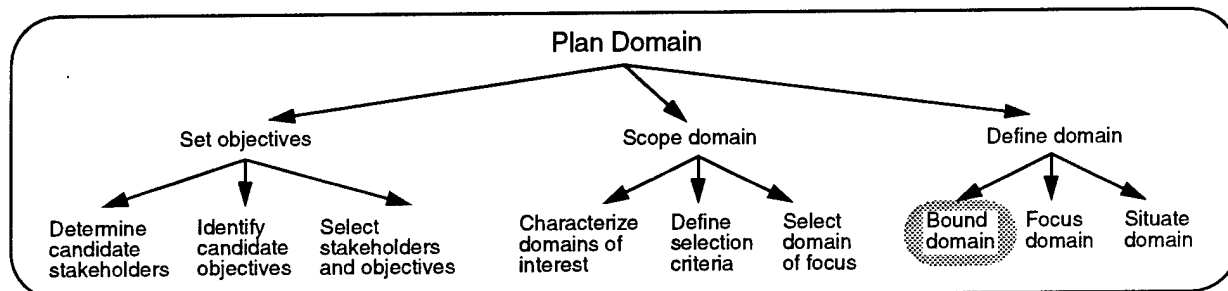 Plan Domain
Set objectives
Scope domain
Define domain
Determine
candidate
stakeholders
Identify
candidate
objectives
Select
stakeholders
and objectives
Characterize
domains of
interest
Define
selection
criteria
Select
domain
of focus
Bound
domain
Focus
domain
Situate
domain